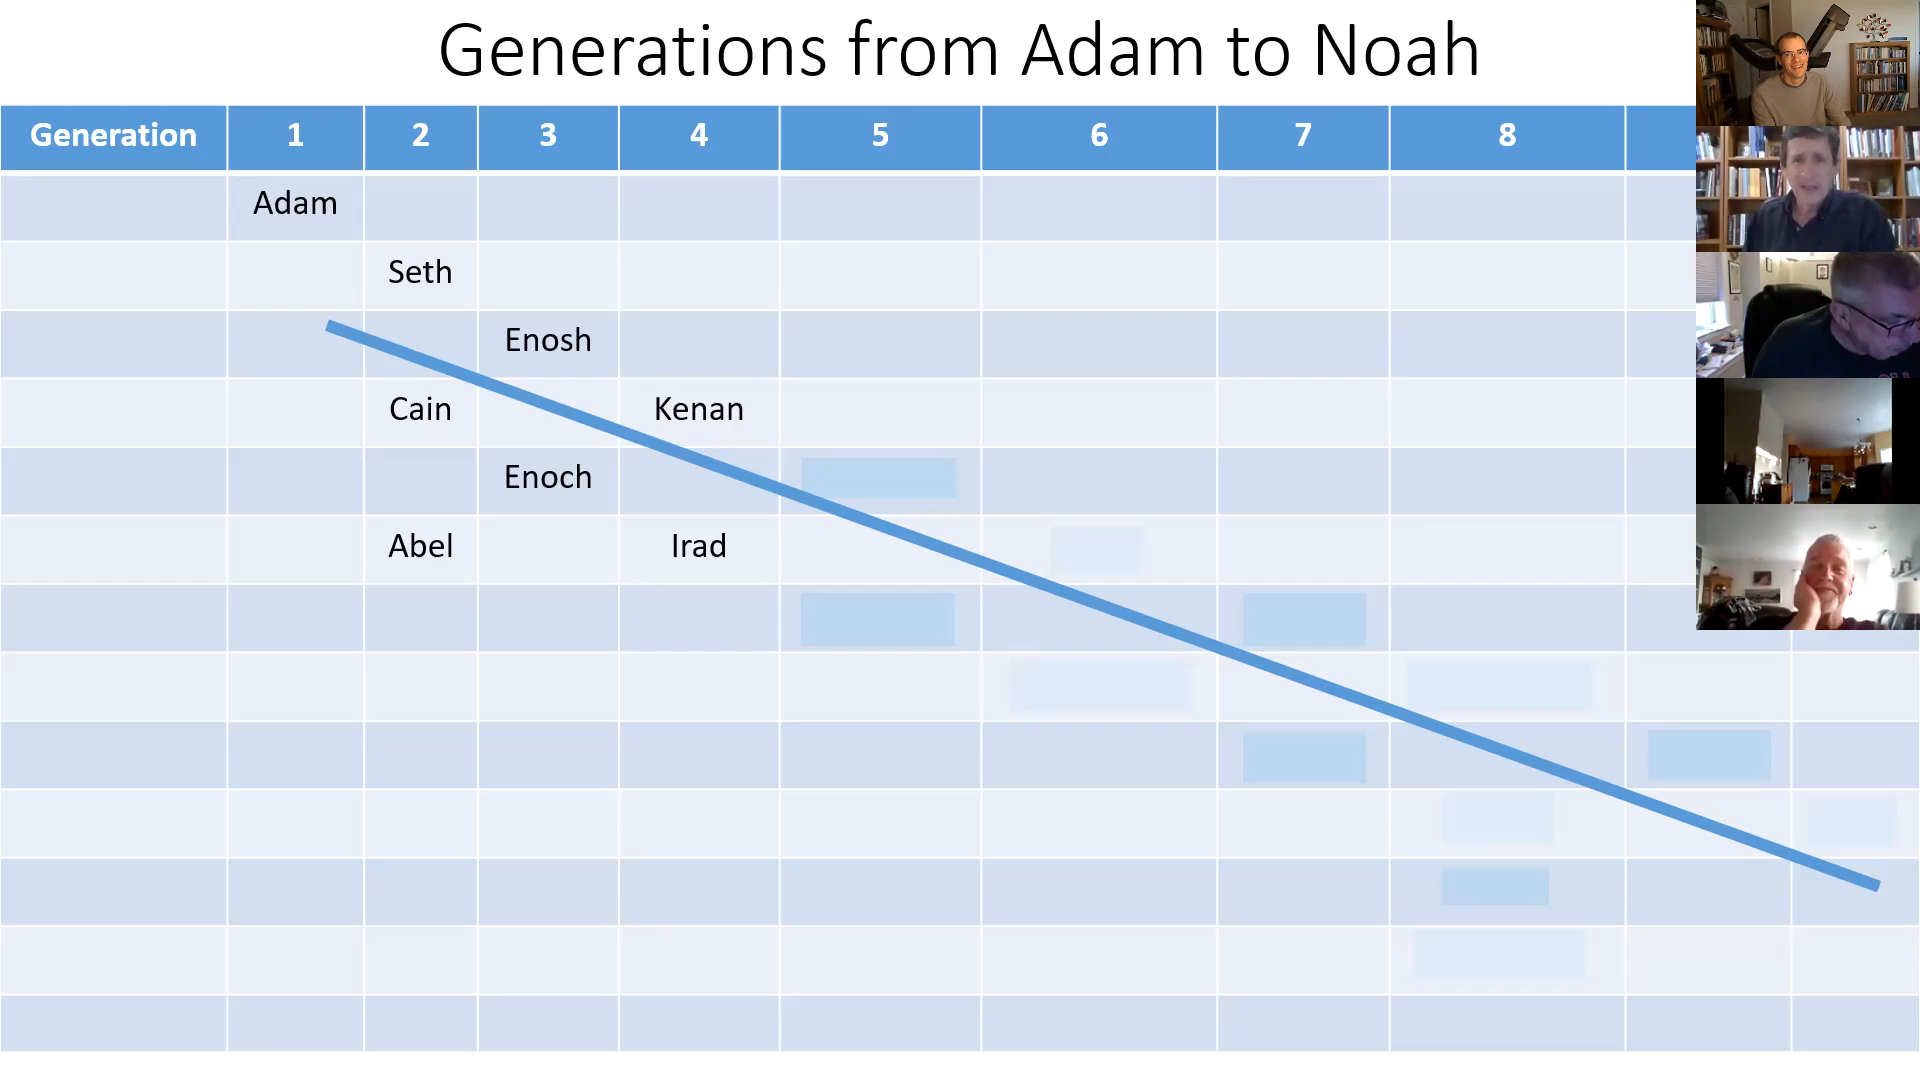 Generations from Adam to Noah
Generation 1 2 3 4 5 6 7 8
Adam
Seth
Enosh
Cain Kenan
Enoch
Abel Irad